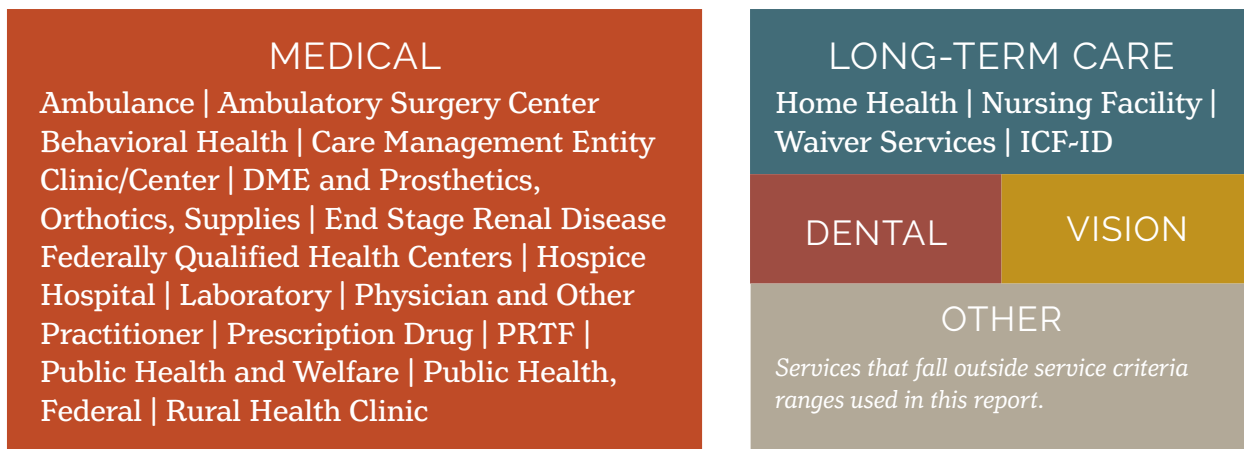 MEDICAL
Ambulance | Ambulatory Surgery Center
Behavioral Health | Care Management Entity
Clinic/Center | DME and Prosthetics,
Orthotics, Supplies | End Stage Renal Disease
Federally Qualified Health Centers | Hospice
Hospital | Laboratory | Physician and Other
Practitioner | Prescription Drug | PRTF |
Public Health and Welfare | Public Health,
Federal | Rural Health Clinic
LONG-TERM CARE
Home Health | Nursing Facility |
Waiver Services | ICF-ID
DENTAL
VISION
OTHER
Services that fall outside service criteria
ranges used in this report.